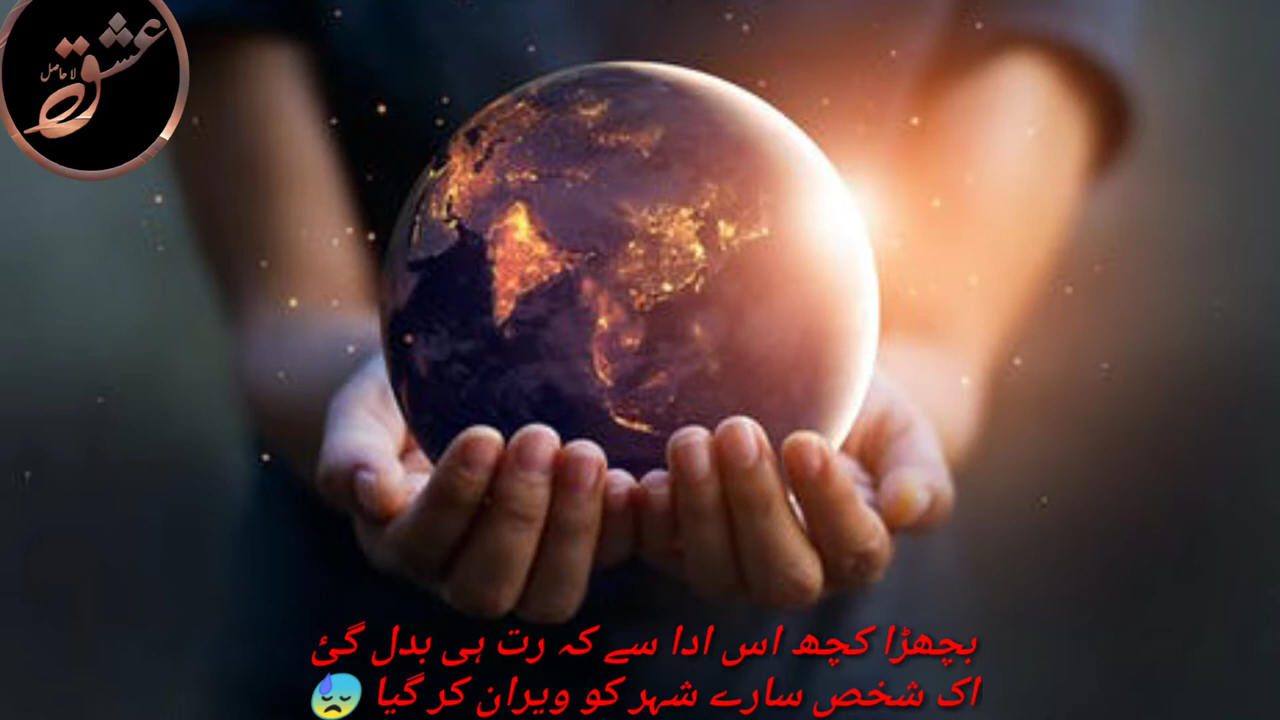 عشق
لا حاصل
بچھڑا کچھ اس ادا سے کہ رت ہی بدل گئ
اک شخص سارے شہر کو ویران کر گیا 😓